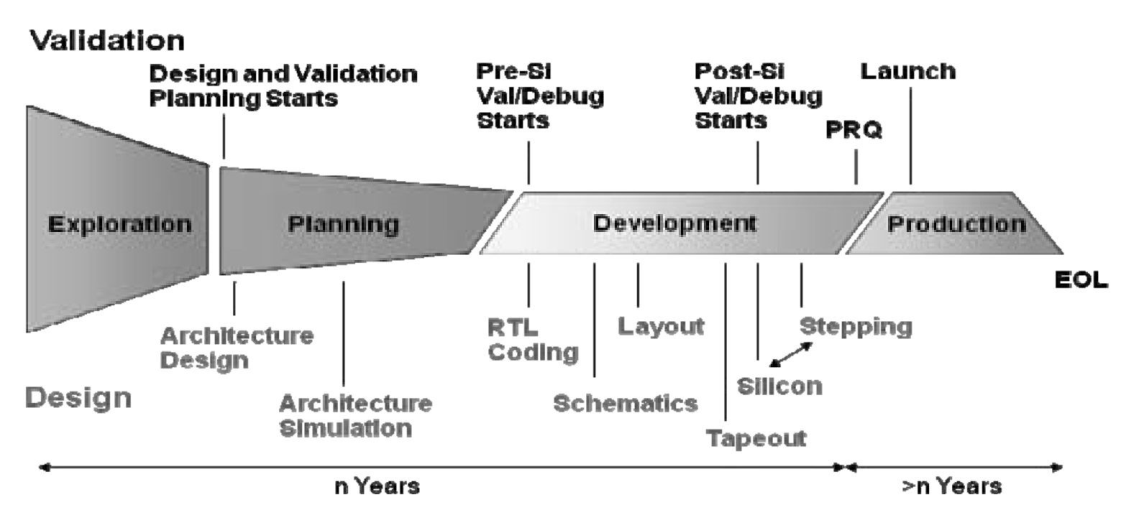 Validation
Design and Validation
Planning Starts
Pre-Si
Val/Debug
Starts
Post-Si
Val/Debug
Starts
PRQ
Launch
Exploration
Planning
Development
Production
EOL
Architecture
Design
Architecture
Simulation
RTL
Coding
Schematics
Layout
Tapeout
Silicon
Stepping
Design
n Years
>n Years